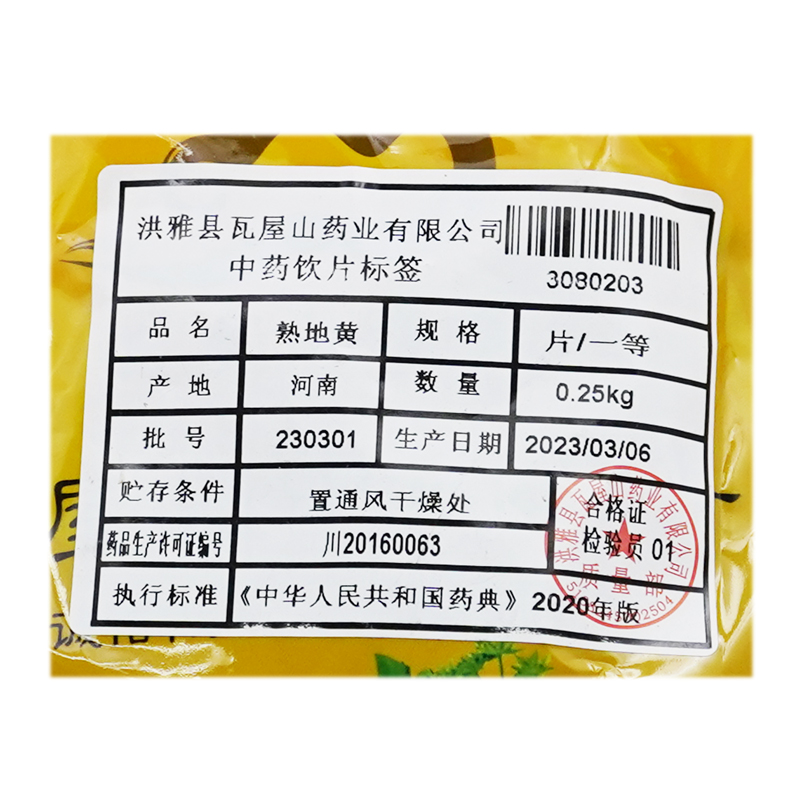 洪雅县瓦屋山药业有限公司
中药饮片标签
3080203
品名 熟地黄 规格 片/一等
产地 河南 数量 0.25kg
批号 230301 生产日期 2023/03/06
贮存条件 置通风干燥处
合格证
检验员 01
药品生产许可证编号 川20160063
执行标准 《中华人民共和国药典》 2020年版
洪雅县瓦屋山药业有限公司
质量部